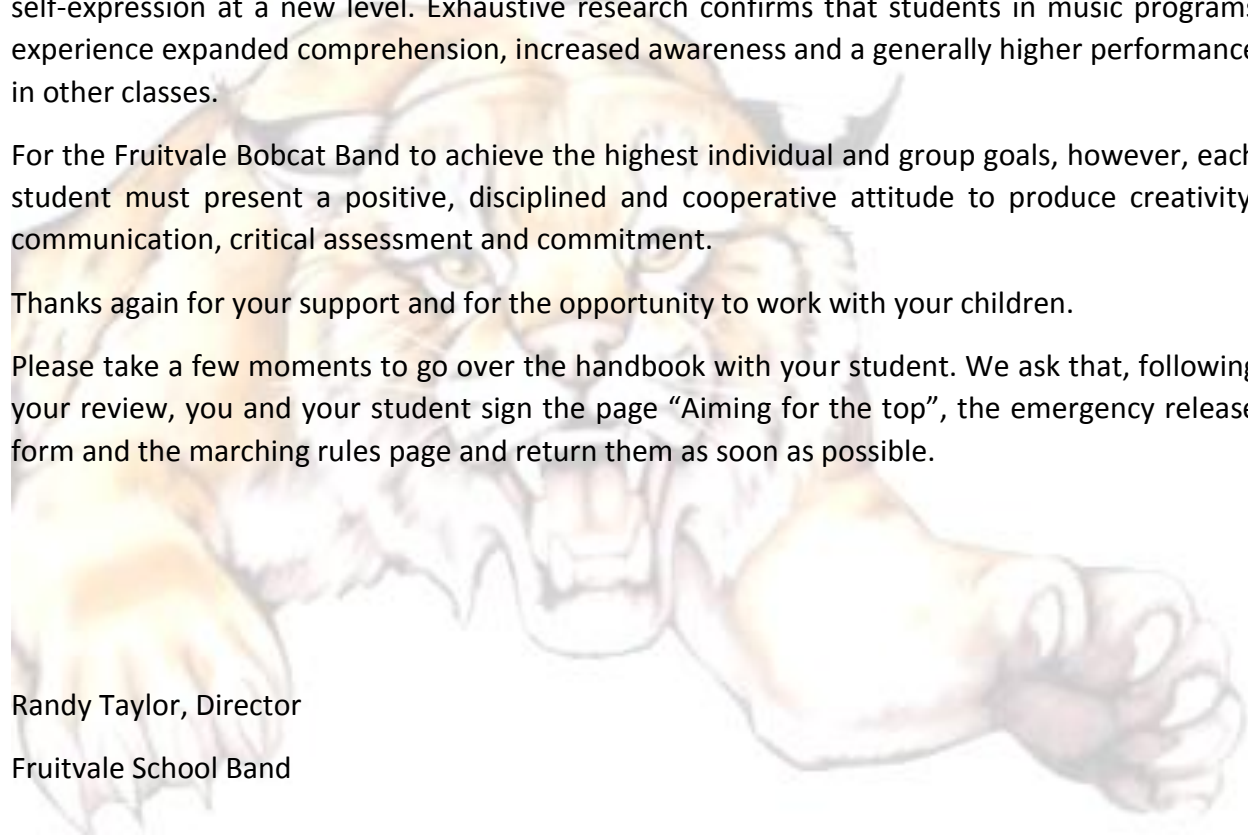 self-expression at a new level. Exhaustive research confirms that students in music programs
experience expanded comprehension, increased awareness and a generally higher performance
in other classes.
For the Fruitvale Bobcat Band to achieve the highest individual and group goals, however, each
student must present a positive, disciplined and cooperative attitude to produce creativity
communication, critical assessment and commitment.
Thanks again for your support and for the opportunity to work with your children.
Please take a few moments to go over the handbook with your student. We ask that, following
your review, you and your student sign the page “Aiming for the top”, the emergency release
form and the marching rules page and return them as soon as possible.
Randy Taylor, Director
Fruitvale School Band